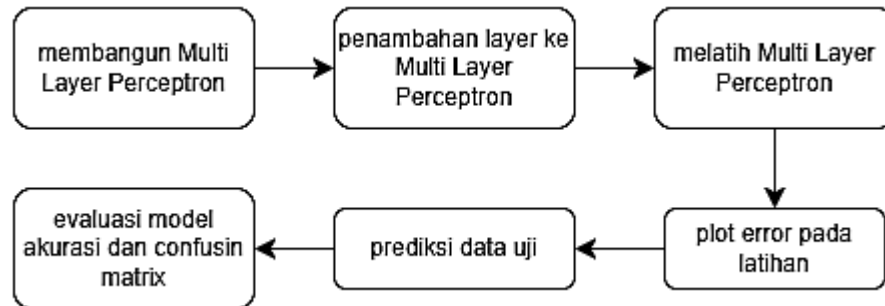 membangun Multi
Layer Perceptron
penambahan layer ke
Multi Layer
Perceptron
melatih Multi Layer
Perceptron
plot error pada
latihan
prediksi data uji
evaluasi model
akurasi dan confusin
matrix